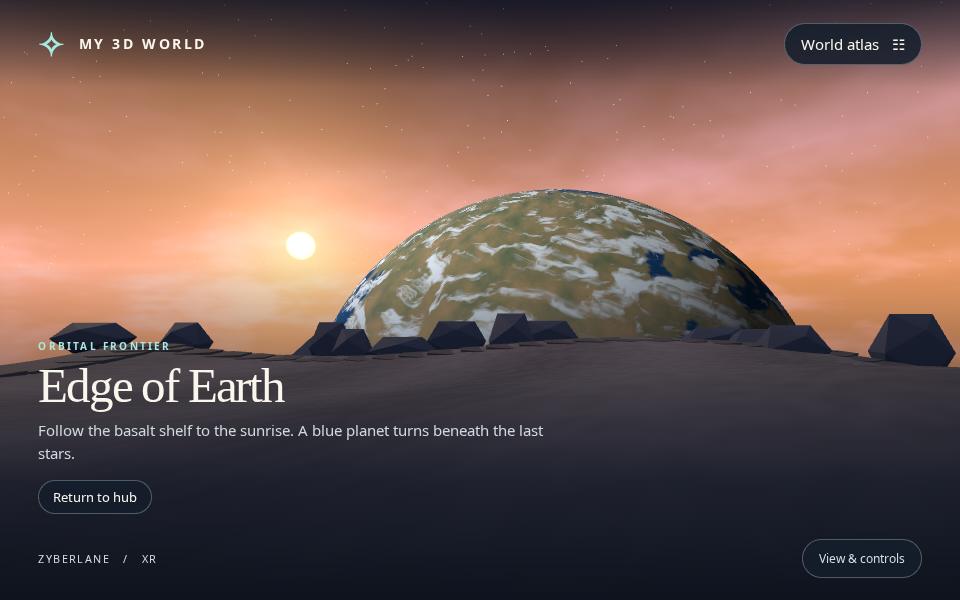 MY 3D WORLD
World atlas
ORBITAL FRONTIER
Edge of Earth
Follow the basalt shelf to the sunrise. A blue planet turns beneath the last
stars.
Return to hub
ZYBERLANE / XR
View & controls